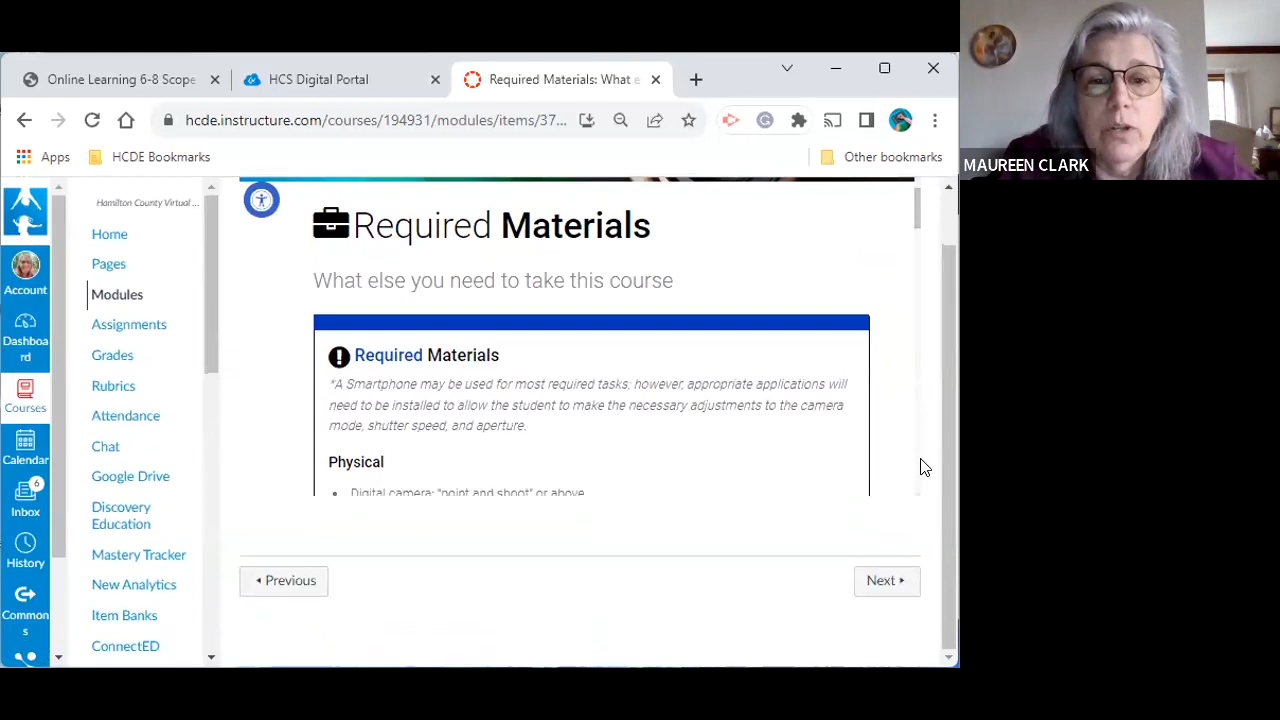 Online Learning 6-8 Scope
HCS Digital Portal
Required Materials: What e
hcde.instructure.com/courses/194931/modules/items/37...
Apps
HCDE Bookmarks
Other bookmarks
MAUREEN CLARK
Account
Dashboa
rd
Courses
Calendar
6
Inbox
History
Common
s
Hamilton County Virtual ...
Home
Pages
Modules
Assignments
Grades
Rubrics
Attendance
Chat
Google Drive
Discovery
Education
Mastery Tracker
New Analytics
Item Banks
ConnectED
Required Materials
What else you need to take this course
Required Materials
*A Smartphone may be used for most required tasks; however, appropriate applications will
need to be installed to allow the student to make the necessary adjustments to the camera
mode, shutter speed, and aperture.
Physical
• Digital camera: "point and shoot" or above
Previous
Next